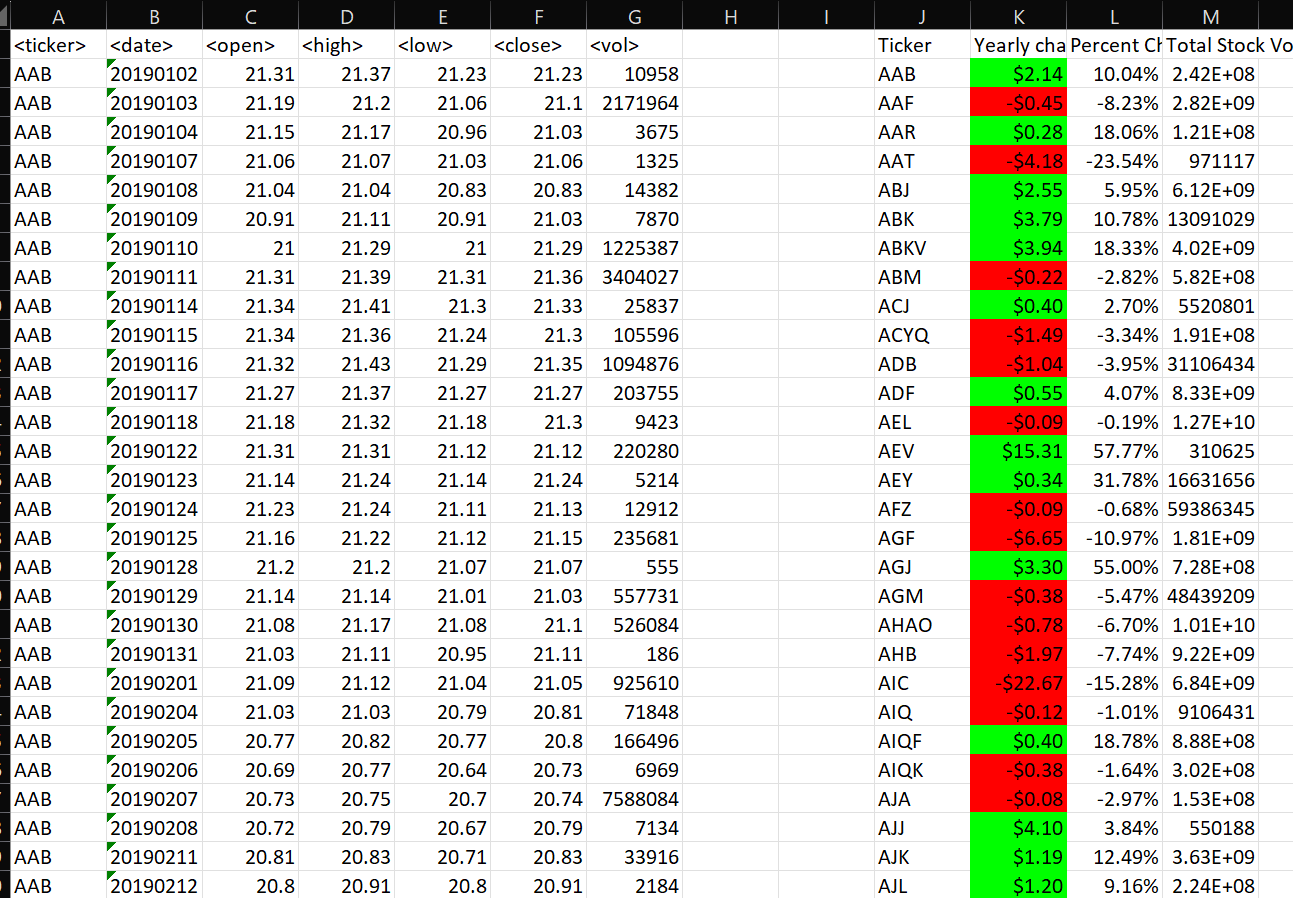 A B C D E F G H I J K L M
<ticker> <date> <open> <high> <low> <close> <vol> Ticker Yearly cha Percent Ch Total Stock Vo
AAB 20190102 21.31 21.37 21.23 21.23 10958 AAB $2.14 10.04% 2.42E+08
AAB 20190103 21.19 21.2 21.06 21.1 2171964 AAF -$0.45 -8.23% 2.82E+09
AAB 20190104 21.15 21.17 20.96 21.03 3675 AAR $0.28 18.06% 1.21E+08
AAB 20190107 21.06 21.07 21.03 21.06 1325 AAT -$4.18 -23.54% 971117
AAB 20190108 21.04 21.04 20.83 20.83 14382 ABJ $2.55 5.95% 6.12E+09
AAB 20190109 20.91 21.11 20.91 21.03 7870 ABK $3.79 10.78% 13091029
AAB 20190110 21 21.29 21 21.29 1225387 ABKV $3.94 18.33% 4.02E+09
AAB 20190111 21.31 21.39 21.31 21.36 3404027 ABM -$0.22 -2.82% 5.82E+08
AAB 20190114 21.34 21.41 21.3 21.33 25837 ACJ $0.40 2.70% 5520801
AAB 20190115 21.34 21.36 21.24 21.3 105596 ACYQ -$1.49 -3.34% 1.91E+08
AAB 20190116 21.32 21.43 21.29 21.35 1094876 ADB -$1.04 -3.95% 31106434
AAB 20190117 21.27 21.37 21.27 21.27 203755 ADF $0.55 4.07% 8.33E+09
AAB 20190118 21.18 21.32 21.18 21.3 9423 AEL -$0.09 -0.19% 1.27E+10
AAB 20190122 21.31 21.31 21.12 21.12 220280 AEV $15.31 57.77% 310625
AAB 20190123 21.14 21.24 21.14 21.24 5214 AEY $0.34 31.78% 16631656
AAB 20190124 21.23 21.24 21.11 21.13 12912 AFZ -$0.09 -0.68% 59386345
AAB 20190125 21.16 21.22 21.12 21.15 235681 AGF -$6.65 -10.97% 1.81E+09
AAB 20190128 21.2 21.2 21.07 21.07 555 AGJ $3.30 55.00% 7.28E+08
AAB 20190129 21.14 21.14 21.01 21.03 557731 AGM -$0.38 -5.47% 48439209
AAB 20190130 21.08 21.17 21.08 21.1 526084 AHAO -$0.78 -6.70% 1.01E+10
AAB 20190131 21.03 21.11 20.95 21.11 186 AHB -$1.97 -7.74% 9.22E+09
AAB 20190201 21.09 21.12 21.04 21.05 925610 AIC -$22.67 -15.28% 6.84E+09
AAB 20190204 21.03 21.03 20.79 20.81 71848 AIQ -$0.12 -1.01% 9106431
AAB 20190205 20.77 20.82 20.77 20.8 166496 AIQF $0.40 18.78% 8.88E+08
AAB 20190206 20.69 20.77 20.64 20.73 6969 AIQK -$0.38 -1.64% 3.02E+08
AAB 20190207 20.73 20.75 20.7 20.74 7588084 AJA -$0.08 -2.97% 1.53E+08
AAB 20190208 20.72 20.79 20.67 20.79 7134 AJJ $4.10 3.84% 550188
AAB 20190211 20.81 20.83 20.71 20.83 33916 AJK $1.19 12.49% 3.63E+09
AAB 20190212 20.8 20.91 20.8 20.91 2184 AJL $1.20 9.16% 2.24E+08